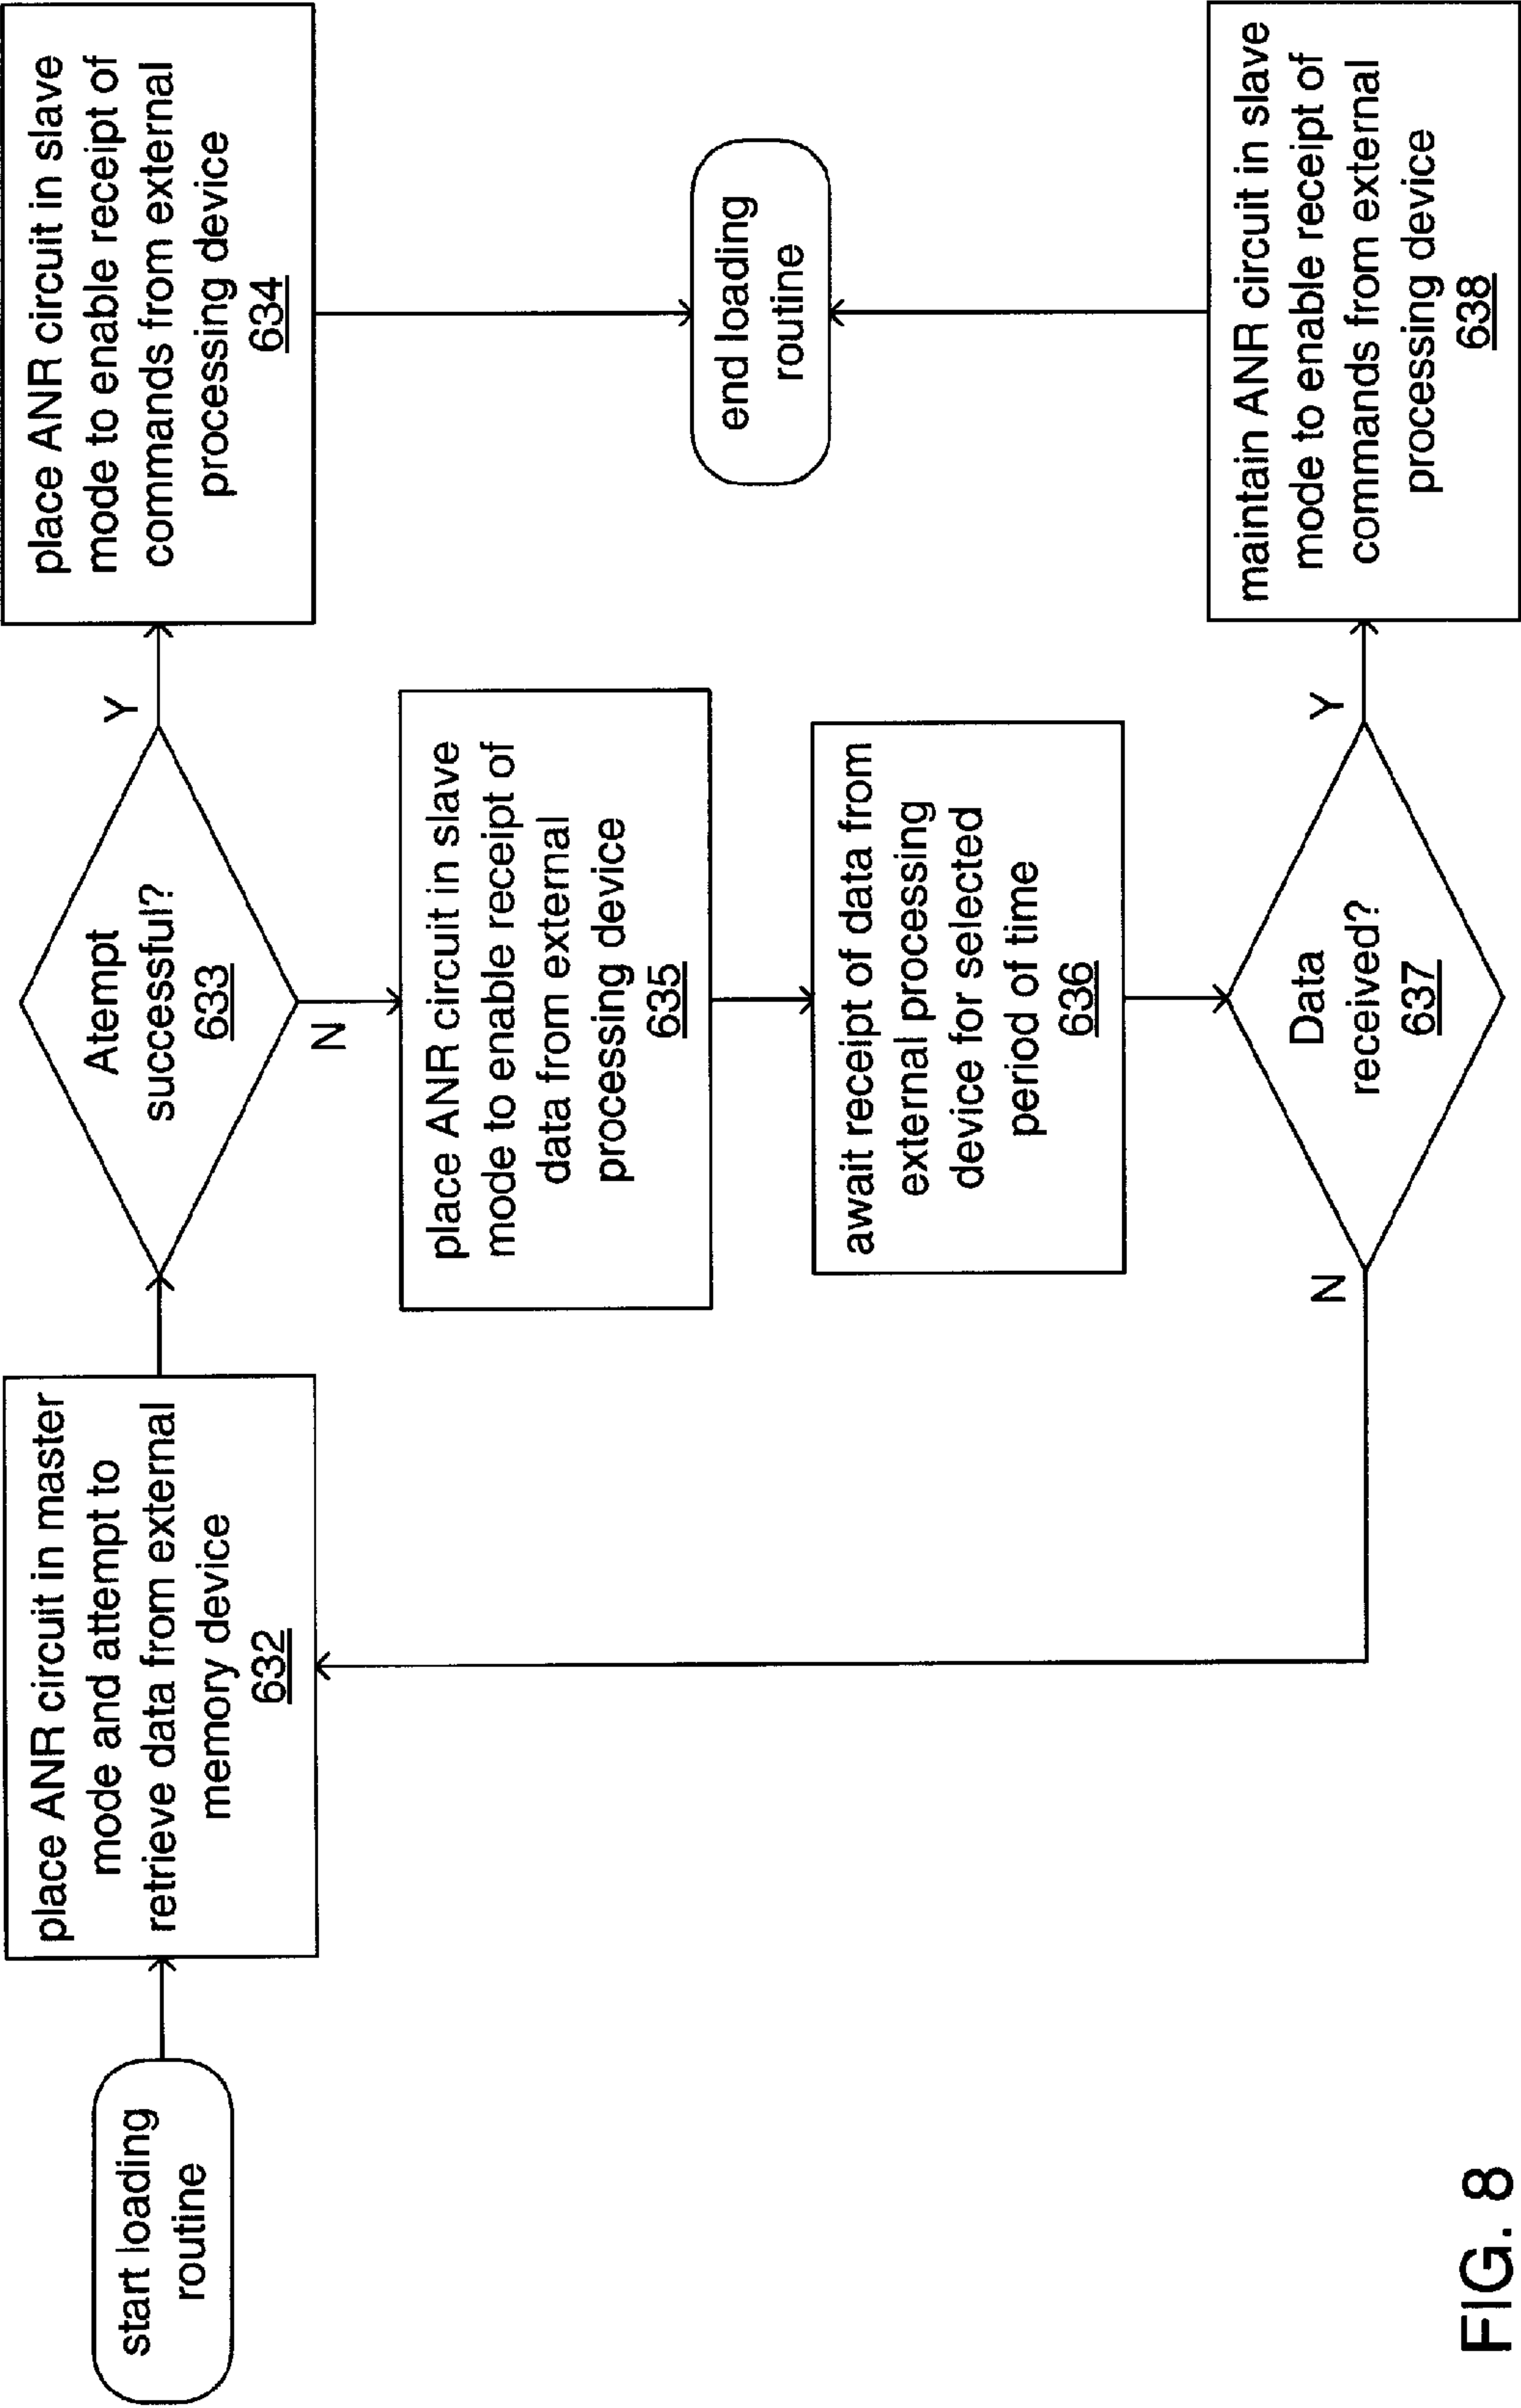 start loading
routine
place ANR circuit in master
mode and attempt to
retrieve data from external
memory device
632
Atempt
successful?
633
Y
N
place ANR circuit in slave
mode to enable receipt of
commands from external
processing device
634
place ANR circuit in slave
mode to enable receipt of
data from external
processing device
635
await receipt of data from
external processing
device for selected
period of time
636
Data
received?
637
N
Y
maintain ANR circuit in slave
mode to enable receipt of
commands from external
processing device
638
end loading
routine
FIG. 8